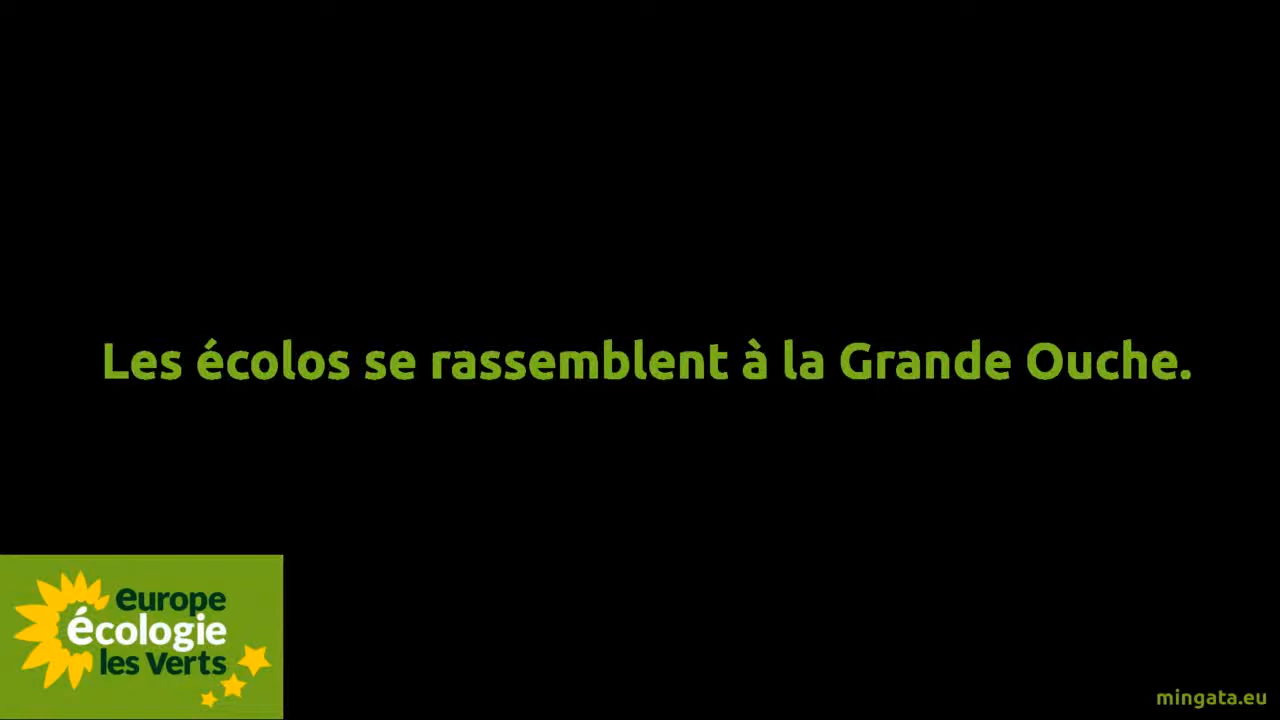 Les écolos se rassemblent à la Grande Ouche.
europe
écologie
les verts
mingata.eu